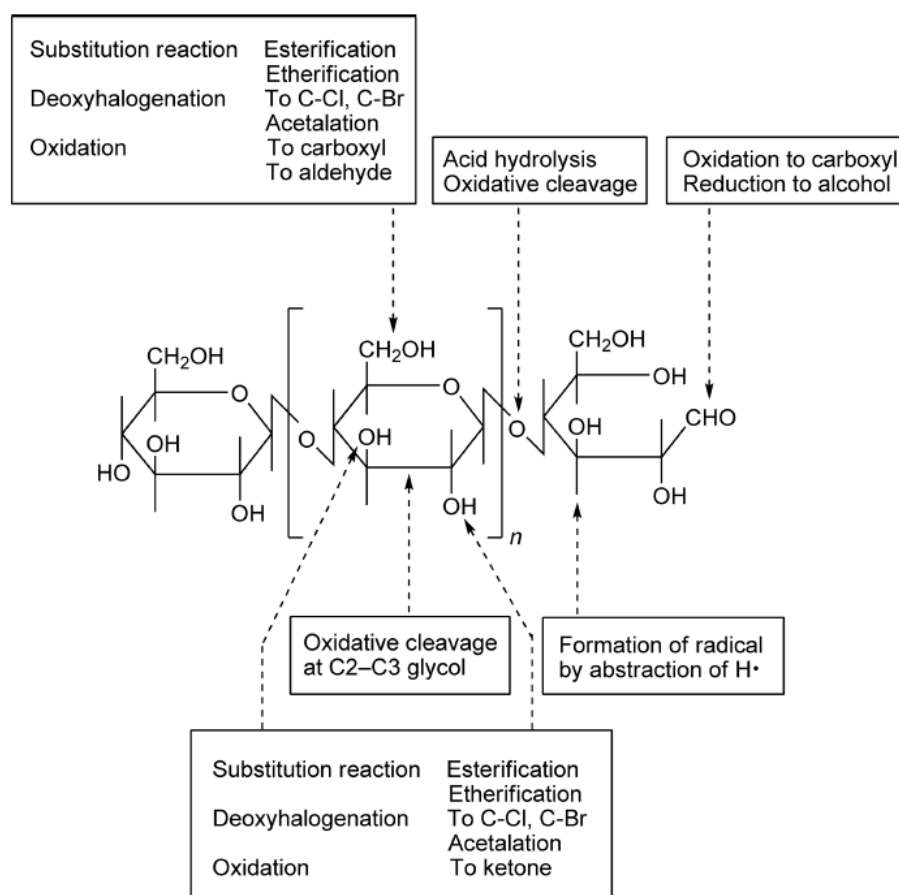 Substitution reaction Esterification
Etherification
Deoxyhalogenation To C-Cl, C-Br
Acetalation
Oxidation To carboxyl
To aldehyde
Acid hydrolysis
Oxidative cleavage
Oxidation to carboxyl
Reduction to alcohol
CH2OH
O
OH
HO
OH
O
CH2OH
O
OH
OH
n
O
CH2OH
OH
OH
CHO
OH
Oxidative cleavage
at C2–C3 glycol
Formation of radical
by abstraction of H•
Substitution reaction Esterification
Etherification
Deoxyhalogenation To C-Cl, C-Br
Acetalation
Oxidation To ketone